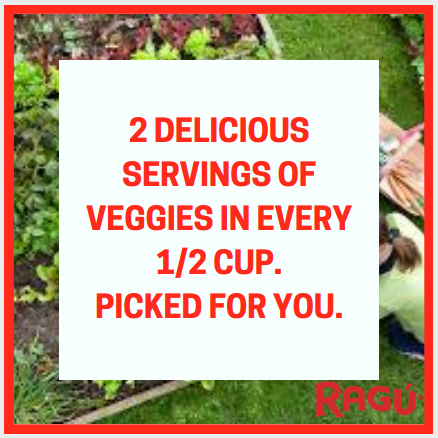 2 DELICIOUS
SERVINGS OF
VEGGIES IN EVERY
1/2 CUP.
PICKED FOR YOU.
RAGÚ